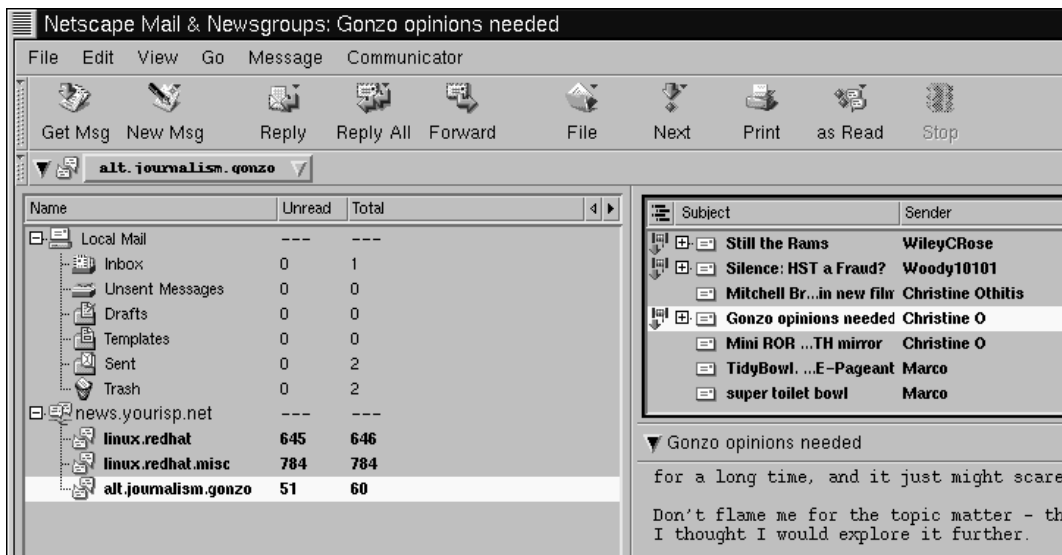 Netscape Mail & Newsgroups: Gonzo opinions needed
File Edit View Go Message Communicator
Get Msg New Msg Reply Reply All Forward File Next Print as Read Stop
alt.journalism.gonzo
Name Unread Total
Local Mail --- ---
Inbox 0 1
Unsent Messages 0 0
Drafts 0 0
Templates 0 0
Sent 0 2
Trash 0 2
news.yourisp.net --- ---
linux.redhat 645 646
linux.redhat.misc 784 784
alt.journalism.gonzo 51 60
Subject Sender
Still the Rams WileyCRose
Silence: HST a Fraud? Woody10101
Mitchell Br...in new film Christine Othitis
Gonzo opinions needed Christine O
Mini ROR ...TH mirror Christine O
TidyBowl. ...E-Pageant Marco
super toilet bowl Marco
Gonzo opinions needed
for a long time, and it just might scare
Don't flame me for the topic matter - th
I thought I would explore it further.